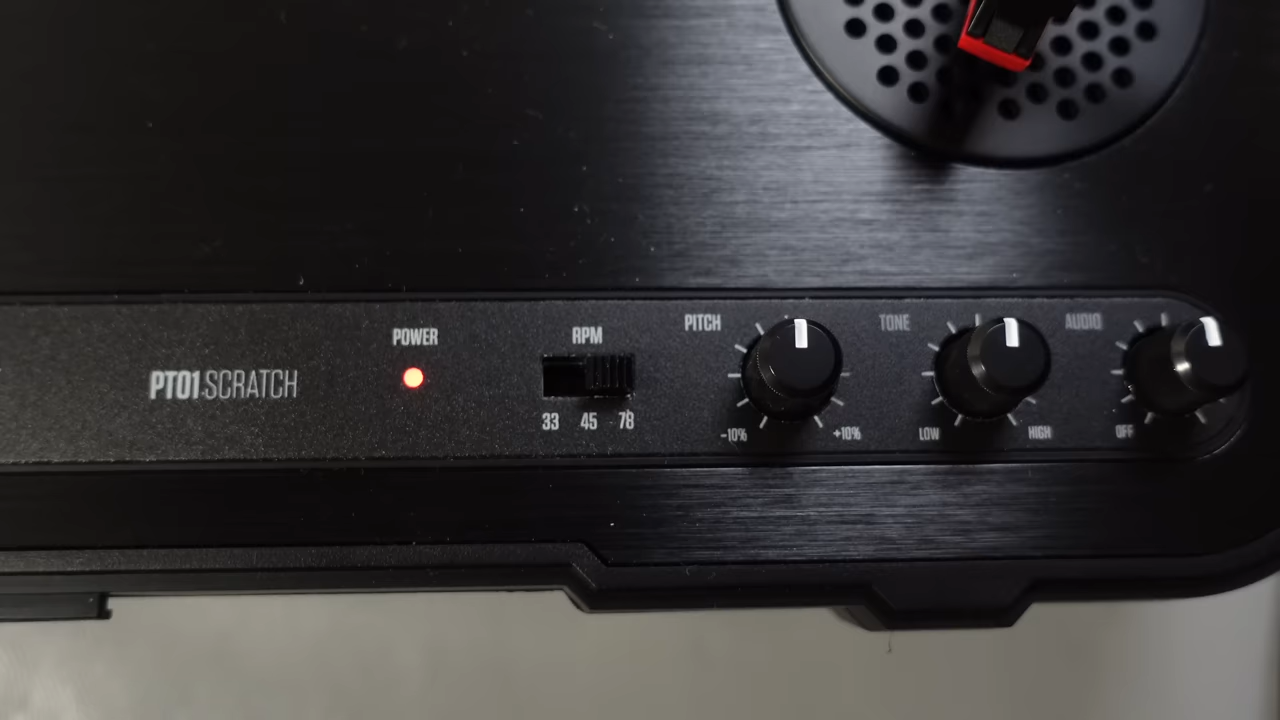 PT01 SCRATCH
POWER
RPM
33 45 78
PITCH
-10% +10%
TONE
LOW HIGH
AUDIO
OFF